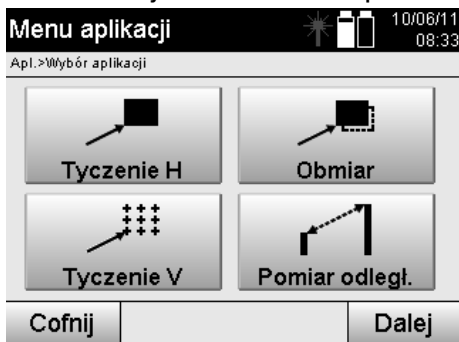 Menu aplikacji
10/06/11
08:33
Apl.>Wybór aplikacji
Tyczenie H
Obmiar
Tyczenie V
Pomiar odległ.
Cofnij
Dalej